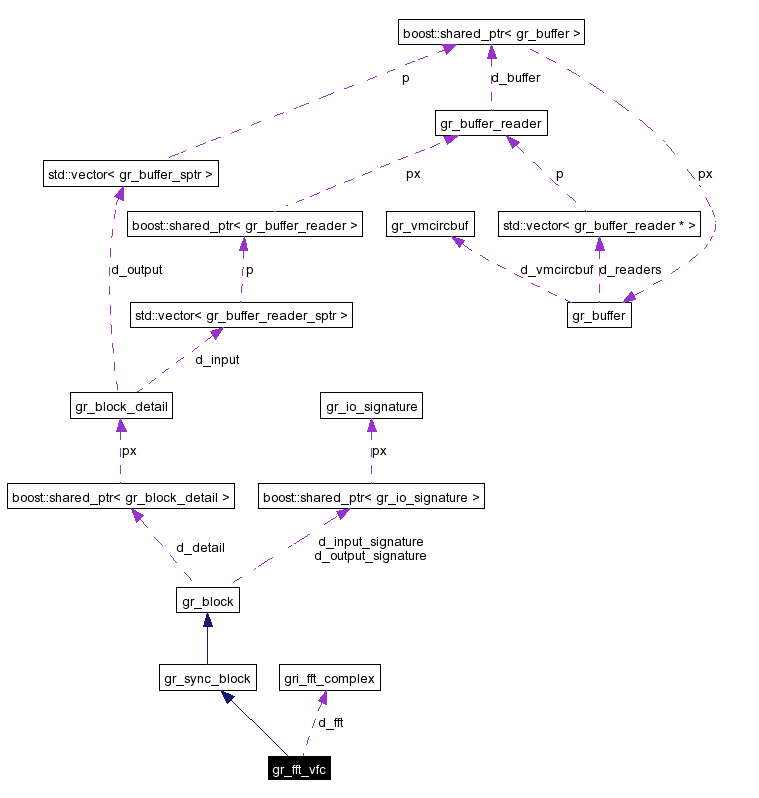 boost::shared_ptr< gr_buffer >
p
d_buffer
gr_buffer_reader
std::vector< gr_buffer_sptr >
px
p
px
boost::shared_ptr< gr_buffer_reader >
gr_vmcircbuf
std::vector< gr_buffer_reader * >
d_output
p
d_vmcircbuf
d_readers
std::vector< gr_buffer_reader_sptr >
gr_buffer
d_input
gr_block_detail
gr_io_signature
px
px
boost::shared_ptr< gr_block_detail >
boost::shared_ptr< gr_io_signature >
d_detail
d_input_signature
d_output_signature
gr_block
gr_sync_block
gri_fft_complex
d_fft
gr_fft_vfc